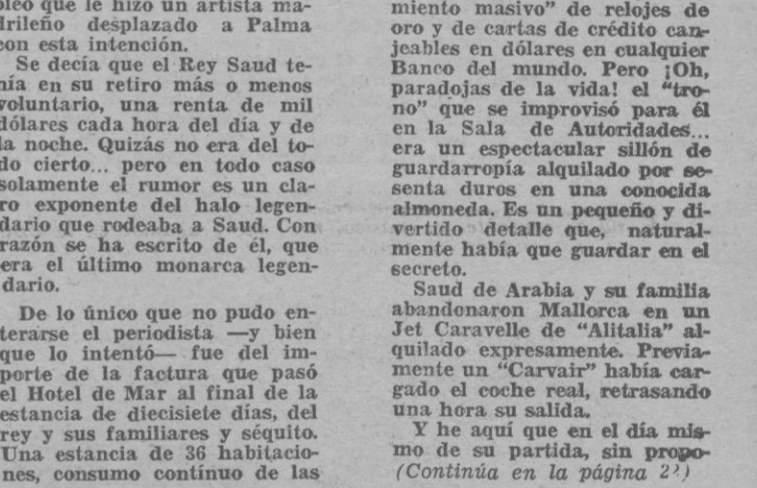 pleo que le hizo un artista ma-
drileño desplazado a Palma
con esta intención.
Se decía que el Rey Saud te-
nía en su retiro más o menos
voluntario, una renta de mil
dólares cada hora del día y de
la noche. Quizás no era del to-
do cierto... pero en todo caso
solamente el rumor es un cla-
ro exponente del halo legen-
dario que rodeaba a Saud. Con
razón se ha escrito de él, que
era el último monarca legen-
dario.
De lo único que no pudo en-
terarse el periodista —y bien
que lo intentó— fue del im-
porte de la factura que pasó
el Hotel de Mar al final de la
estancia de diecisiete días, del
rey y sus familiares y séquito.
Una estancia de 36 habitacio-
nes, consumo contínuo de las
miento masivo” de relojes de
oro y de cartas de crédito can-
jeables en dólares en cualquier
Banco del mundo. Pero ¡Oh,
paradojas de la vida! el “tro-
no” que se improvisó para él
en la Sala de Autoridades...
era un espectacular sillón de
guardarropía alquilado por se-
senta duros en una conocida
almoneda. Es un pequeño y di-
vertido detalle que, natural-
mente había que guardar en el
secreto.
Saud de Arabia y su familia
abandonaron Mallorca en un
Jet Caravelle de “Alitalia” al-
quilado expresamente. Previa-
mente un “Carvair” había car-
gado el coche real, retrasando
una hora su salida.
Y he aquí que en el día mis-
mo de su partida, sin propo-
(Continúa en la página 2ª)